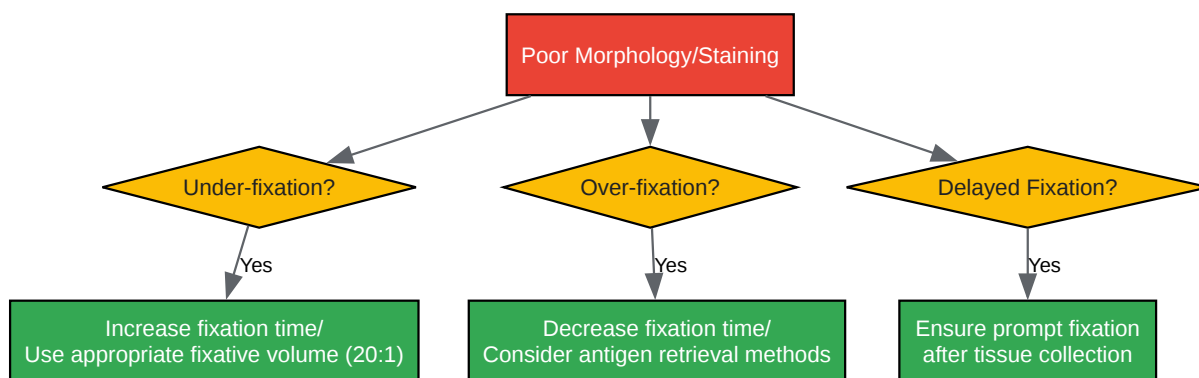 Poor Morphology/Staining
Under-fixation?
Over-fixation?
Delayed Fixation?
Yes
Yes
Yes
Increase fixation time/
Use appropriate fixative volume (20:1)
Decrease fixation time/
Consider antigen retrieval methods
Ensure prompt fixation
after tissue collection